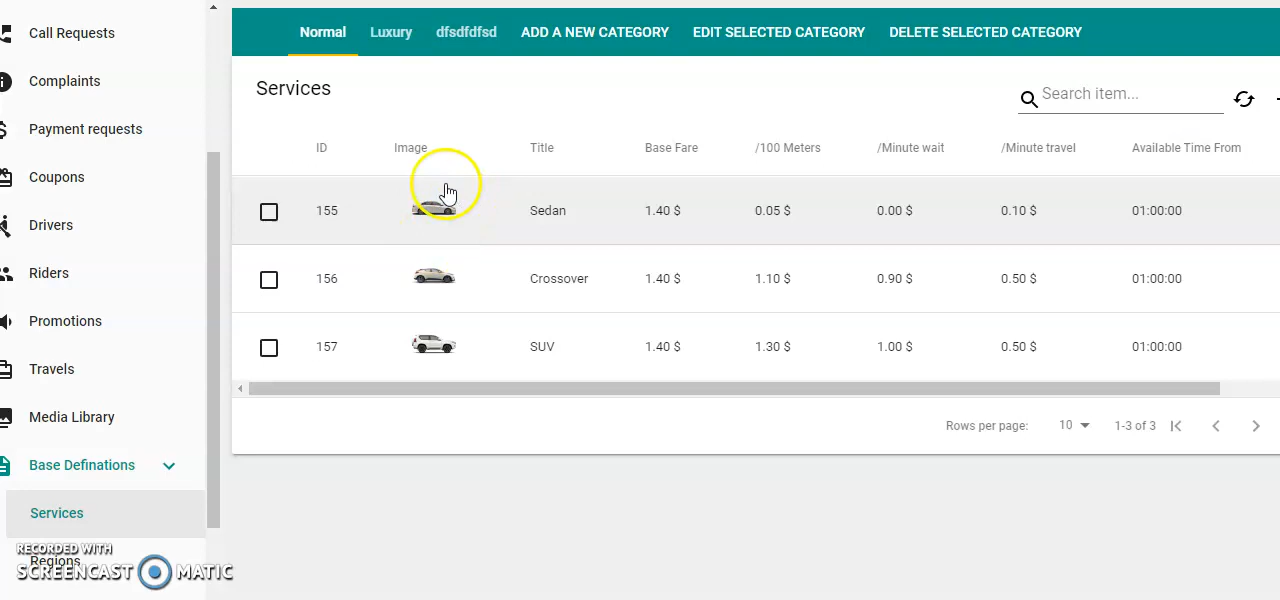 Call Requests
Complaints
Payment requests
Coupons
Drivers
Riders
Promotions
Travels
Media Library
Base Definations
Services
Regions
RECORDED WITH
SCREENCAST MATIC
Normal Luxury dfsdfdfsd ADD A NEW CATEGORY EDIT SELECTED CATEGORY DELETE SELECTED CATEGORY
Services
Search item...
ID Image Title Base Fare /100 Meters /Minute wait /Minute travel Available Time From
155 Sedan 1.40 $ 0.05 $ 0.00 $ 0.10 $ 01:00:00
156 Crossover 1.40 $ 1.10 $ 0.90 $ 0.50 $ 01:00:00
157 SUV 1.40 $ 1.30 $ 1.00 $ 0.50 $ 01:00:00
Rows per page: 10 1-3 of 3